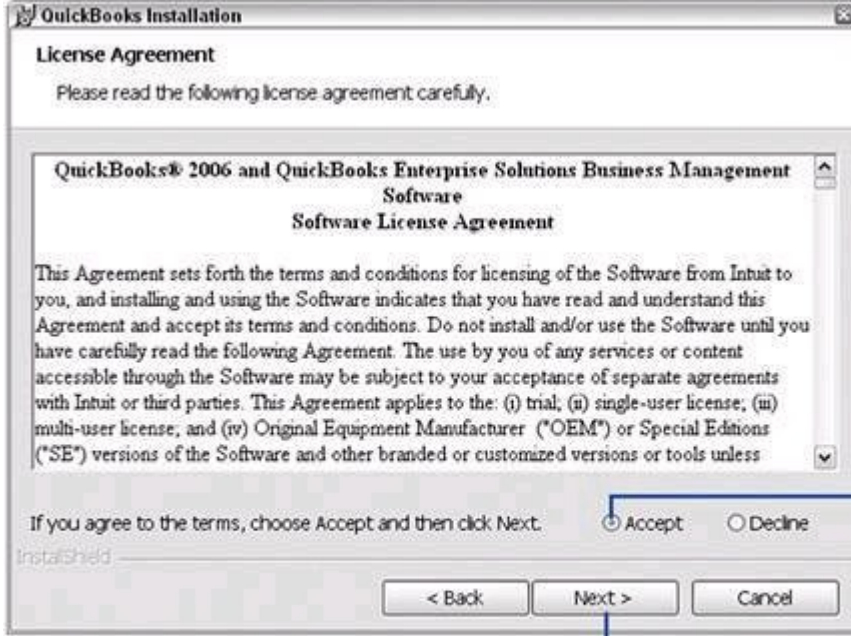 QuickBooks Installation
License Agreement
Please read the following license agreement carefully.
QuickBooks® 2006 and QuickBooks Enterprise Solutions Business Management
Software
Software License Agreement
This Agreement sets forth the terms and conditions for licensing of the Software from Intuit to
you, and installing and using the Software indicates that you have read and understand this
Agreement and accept its terms and conditions. Do not install and/or use the Software until you
have carefully read the following Agreement. The use by you of any services or content
accessible through the Software may be subject to your acceptance of separate agreements
with Intuit or third parties. This Agreement applies to the: (i) trial; (ii) single-user license; (iii)
multi-user license; and (iv) Original Equipment Manufacturer ("OEM") or Special Editions
("SE") versions of the Software and other branded or customized versions or tools unless
If you agree to the terms, choose Accept and then click Next. Accept Decline
InstallShield
< Back Next > Cancel